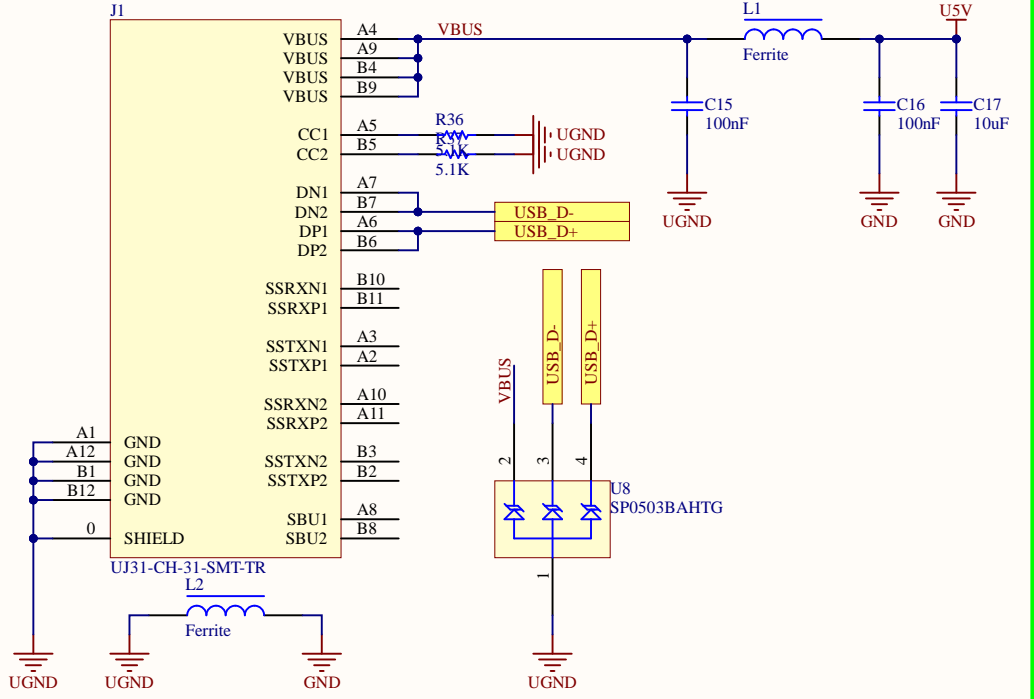 J1
L1
U5V
VBUS A4 VBUS
VBUS A9
VBUS B4
VBUS B9
Ferrite
C15
100nF
C16
100nF
C17
10uF
CC1 A5 R36 UGND
CC2 B5 R37 UGND
5.1K
5.1K
DN1 A7
DN2 B7 USB_D-
DP1 A6 USB_D+
DP2 B6
UGND
GND
GND
SSRXN1 B10
SSRXP1 B11
SSTXN1 A3
SSTXP1 A2
SSRXN2 A10
SSRXP2 A11
VBUS
USB_D-
USB_D+
A1 GND
A12 GND
B1 GND
B12 GND
SSTXN2 B3
SSTXP2 B2
2
3
4
U8
SP0503BAHTG
0 SHIELD
SBU1 A8
SBU2 B8
UJ31-CH-31-SMT-TR
1
L2
Ferrite
UGND
UGND
GND
UGND